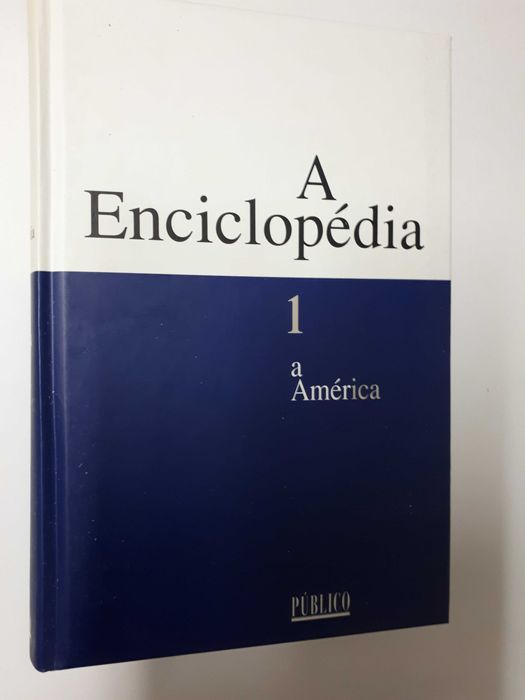 A
Enciclopédia
1
a
América
PÚBLICO